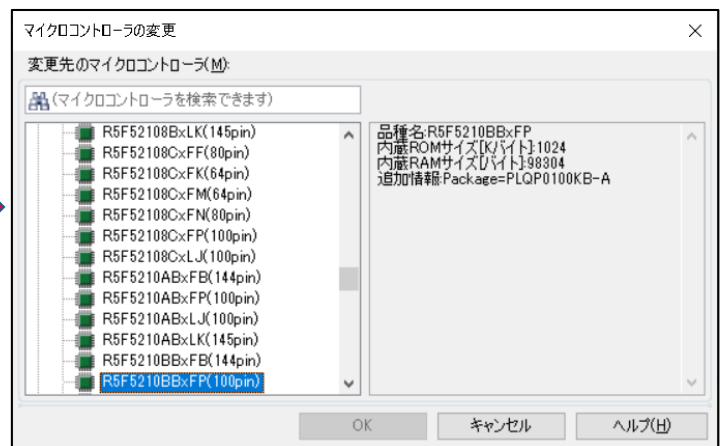 マイクロコントローラの変更
変更先のマイクロコントローラ(M):
(マイクロコントローラを検索できます)
R5F52108BxLK(145pin)
R5F52108CxFF(80pin)
R5F52108CxFK(64pin)
R5F52108CxFM(64pin)
R5F52108CxFN(80pin)
R5F52108CxFP(100pin)
R5F52108CxLJ(100pin)
R5F5210ABxFB(144pin)
R5F5210ABxFP(100pin)
R5F5210ABxLJ(100pin)
R5F5210ABxLK(145pin)
R5F5210BBxFB(144pin)
R5F5210BBxFP(100pin)
品種名:R5F5210BBxFP
内蔵ROMサイズ[Kバイト]:1024
内蔵RAMサイズ[バイト]:98304
追加情報:Package=PLQP0100KB-A
OK
キャンセル
ヘルプ(H)